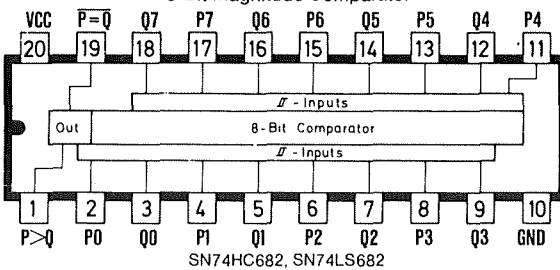 8-Bit Magnitude Comparator
VCC P=Q Q7 P7 Q6 P6 Q5 P5 Q4 P4
20 19 18 17 16 15 14 13 12 11
⎎ - Inputs
Out 8-Bit Comparator
⎎ - Inputs
1 2 3 4 5 6 7 8 9 10
P>Q P0 Q0 P1 Q1 P2 Q2 P3 Q3 GND
SN74HC682, SN74LS682